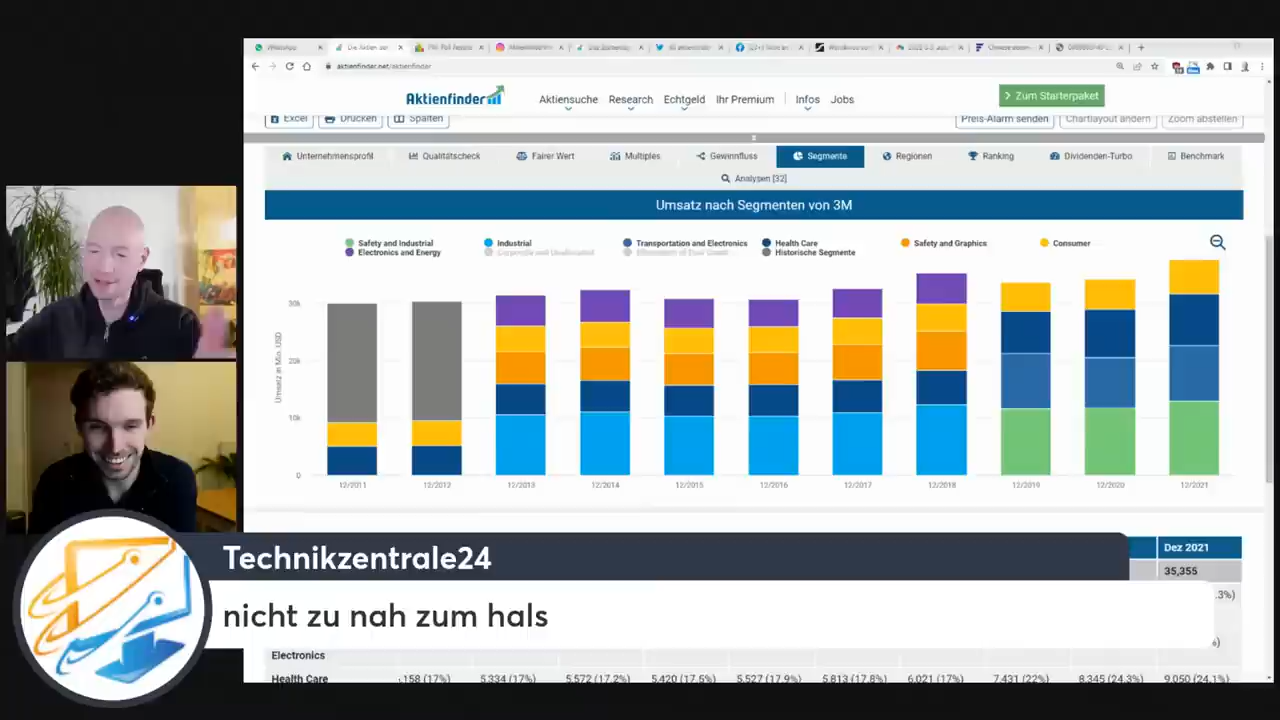 WhatsApp
aktienfinder.net/aktienfinder
Aktienfinder
Aktiensuche Research Echtgeld Ihr Premium Infos Jobs
> Zum Starterpaket
Excel Drucken Spalten Preis-Alarm senden Chartlayout ändern Zoom abstellen
Unternehmensprofil Qualitätscheck Fairer Wert Multiples Gewinnfluss Segmente Regionen Ranking Dividenden-Turbo Benchmark
Analysen [32]
Umsatz nach Segmenten von 3M
Safety and Industrial Industrial Transportation and Electronics Health Care Safety and Graphics Consumer
Electronics and Energy Corporate and Unallocated Historische Segmente
Umsatz in Mio. USD
30k
20k
10k
0
12/2011 12/2012 12/2013 12/2014 12/2015 12/2016 12/2017 12/2018 12/2019 12/2020 12/2021
Technikzentrale24
nicht zu nah zum hals
Dez 2021
35,355
.3%)
Electronics
Health Care .158 (17%) 5.334 (17%) 5.572 (17.2%) 5.420 (17.5%) 5.527 (17.9%) 5.813 (17.8%) 6.021 (17%) 7.431 (22%) 8.345 (24.3%) 9.050 (24.1%)